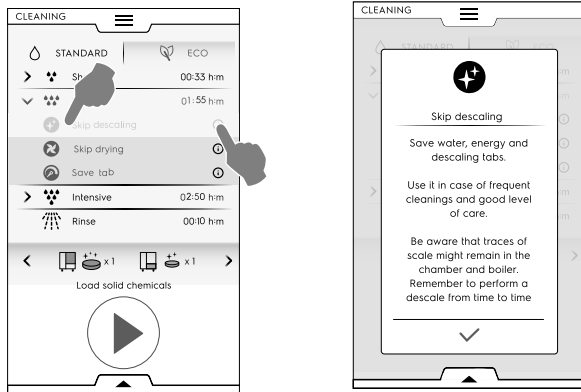 CLEANING
STANDARD
ECO
00:33 h:m
01:55 h:m
Skip descaling
Skip drying
Save tab
Intensive
02:50 h:m
Rinse
00:10 h:m
x 1
x 1
Load solid chemicals
CLEANING
STANDARD
Skip descaling
Save water, energy and
descaling tabs.
Use it in case of frequent
cleanings and good level
of care.
Be aware that traces of
scale might remain in the
chamber and boiler.
Remember to perform a
descale from time to time